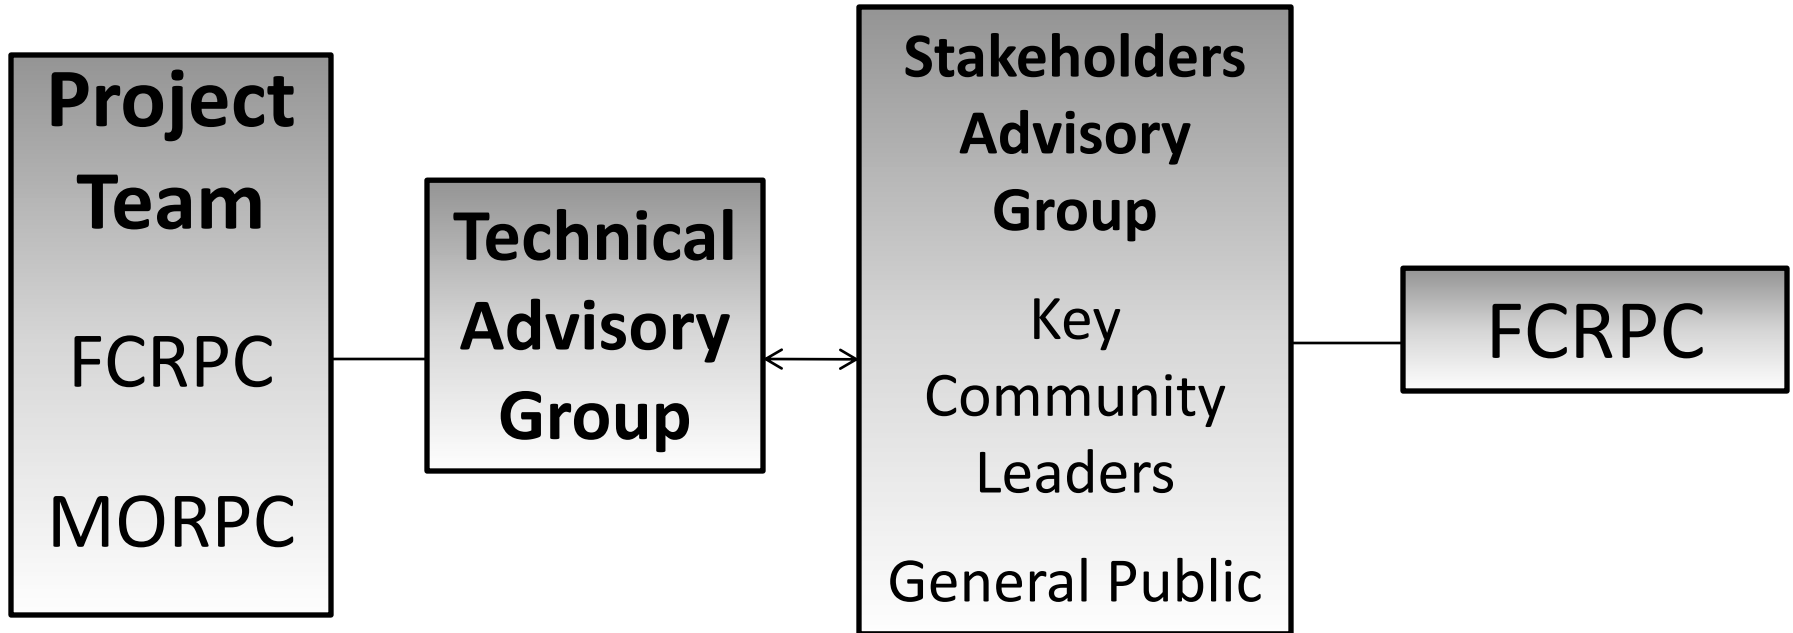 Project
Team
FCRPC
MORPC
Technical
Advisory
Group
Stakeholders
Advisory
Group
Key
Community
Leaders
General Public
FCRPC